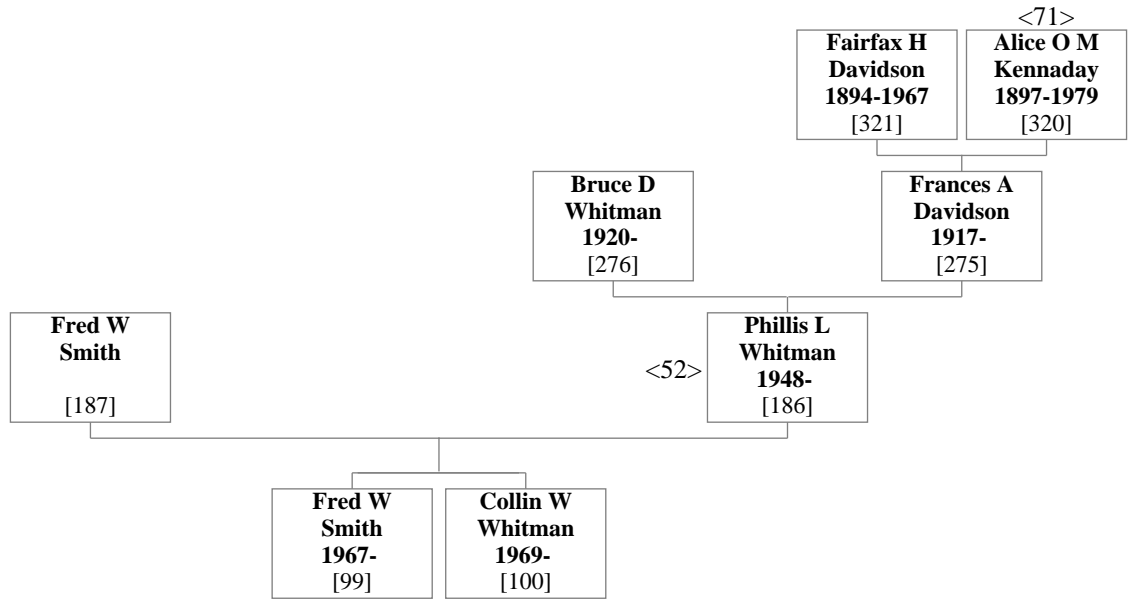 <71>
Fairfax H
Davidson
1894-1967
[321]
Alice O M
Kennaday
1897-1979
[320]
Bruce D
Whitman
1920-
[276]
Frances A
Davidson
1917-
[275]
Fred W
Smith
[187]
<52>
Phillis L
Whitman
1948-
[186]
Fred W
Smith
1967-
[99]
Collin W
Whitman
1969-
[100]